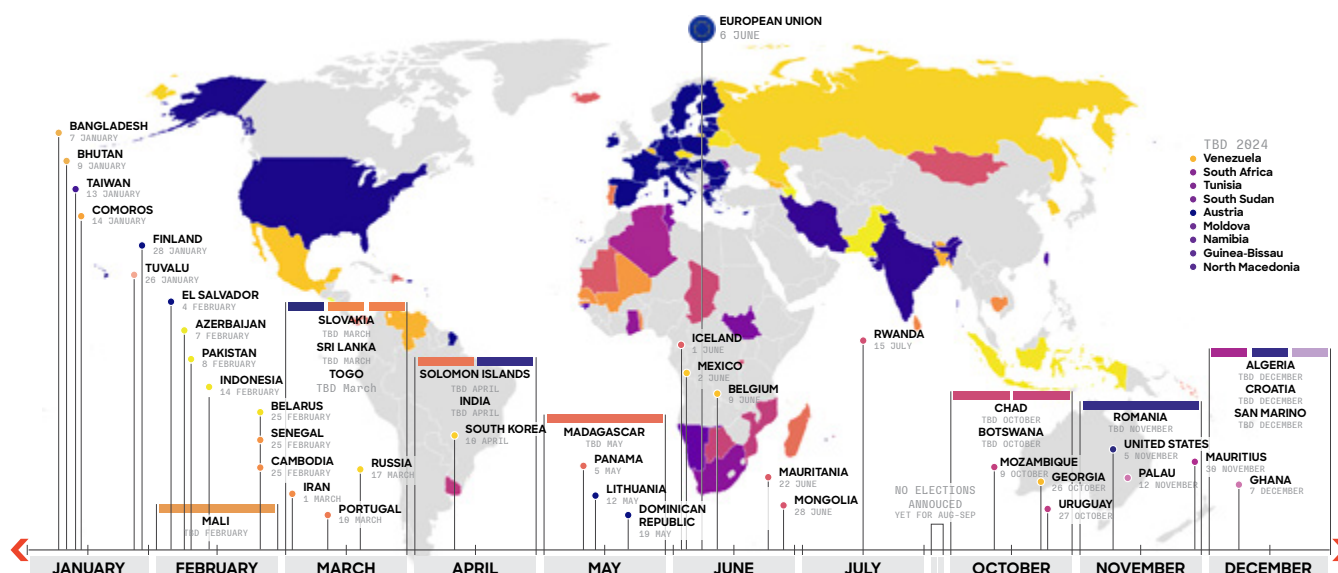 EUROPEAN UNION
6 JUNE
BANGLADESH
7 JANUARY
BHUTAN
9 JANUARY
TAIWAN
13 JANUARY
COMOROS
14 JANUARY
FINLAND
28 JANUARY
TUVALU
26 JANUARY
EL SALVADOR
4 FEBRUARY
AZERBAIJAN
7 FEBRUARY
PAKISTAN
8 FEBRUARY
INDONESIA
14 FEBRUARY
BELARUS
25 FEBRUARY
SENEGAL
25 FEBRUARY
CAMBODIA
25 FEBRUARY
MALI
TBD FEBRUARY
SLOVAKIA
TBD MARCH
SRI LANKA
TBD MARCH
TOGO
TBD March
IRAN
1 MARCH
PORTUGAL
10 MARCH
RUSSIA
17 MARCH
SOLOMON ISLANDS
TBD APRIL
INDIA
TBD APRIL
SOUTH KOREA
10 APRIL
MADAGASCAR
TBD MAY
PANAMA
5 MAY
LITHUANIA
12 MAY
DOMINICAN
REPUBLIC
19 MAY
ICELAND
1 JUNE
MEXICO
2 JUNE
BELGIUM
9 JUNE
MAURITANIA
22 JUNE
MONGOLIA
28 JUNE
RWANDA
15 JULY
NO ELECTIONS
ANNOUCED
YET FOR AUG-SEP
CHAD
TBD OCTOBER
BOTSWANA
TBD OCTOBER
MOZAMBIQUE
9 OCTOBER
GEORGIA
26 OCTOBER
URUGUAY
27 OCTOBER
ROMANIA
TBD NOVEMBER
UNITED STATES
5 NOVEMBER
PALAU
12 NOVEMBER
MAURITIUS
30 NOVEMBER
ALGERIA
TBD DECEMBER
CROATIA
TBD DECEMBER
SAN MARINO
TBD DECEMBER
GHANA
7 DECEMBER
TBD 2024
Venezuela
South Africa
Tunisia
South Sudan
Austria
Moldova
Namibia
Guinea-Bissau
North Macedonia
JANUARY
FEBRUARY
MARCH
APRIL
MAY
JUNE
JULY
OCTOBER
NOVEMBER
DECEMBER